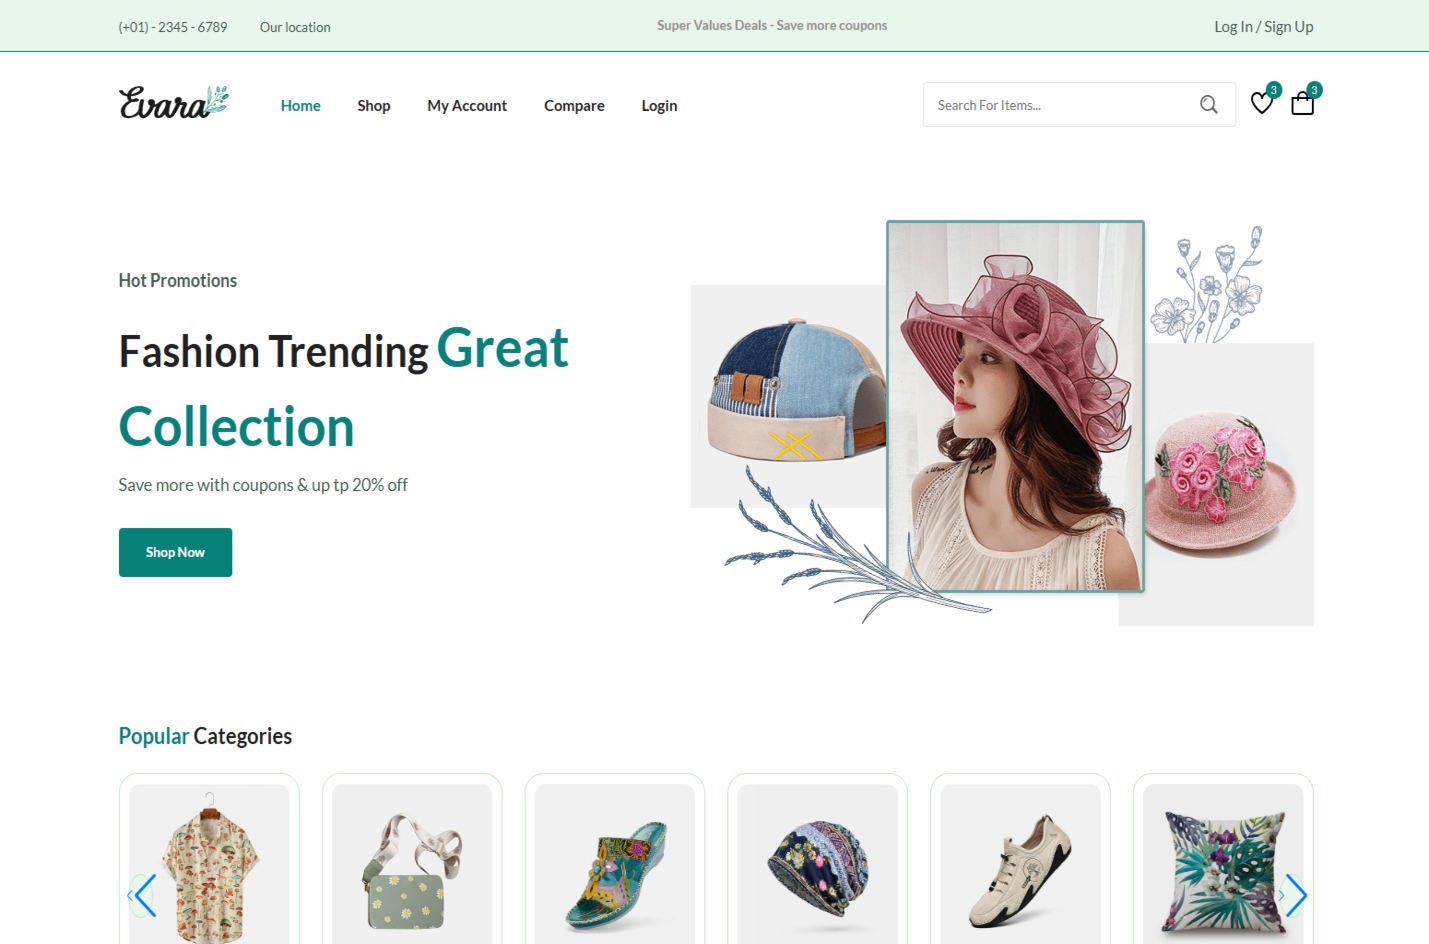 (+01) - 2345 - 6789
Our location
Super Values Deals - Save more coupons
Log In / Sign Up
Evara
Home
Shop
My Account
Compare
Login
Search For Items...
3
3
Hot Promotions
Fashion Trending Great
Collection
Save more with coupons & up tp 20% off
Shop Now
Popular Categories